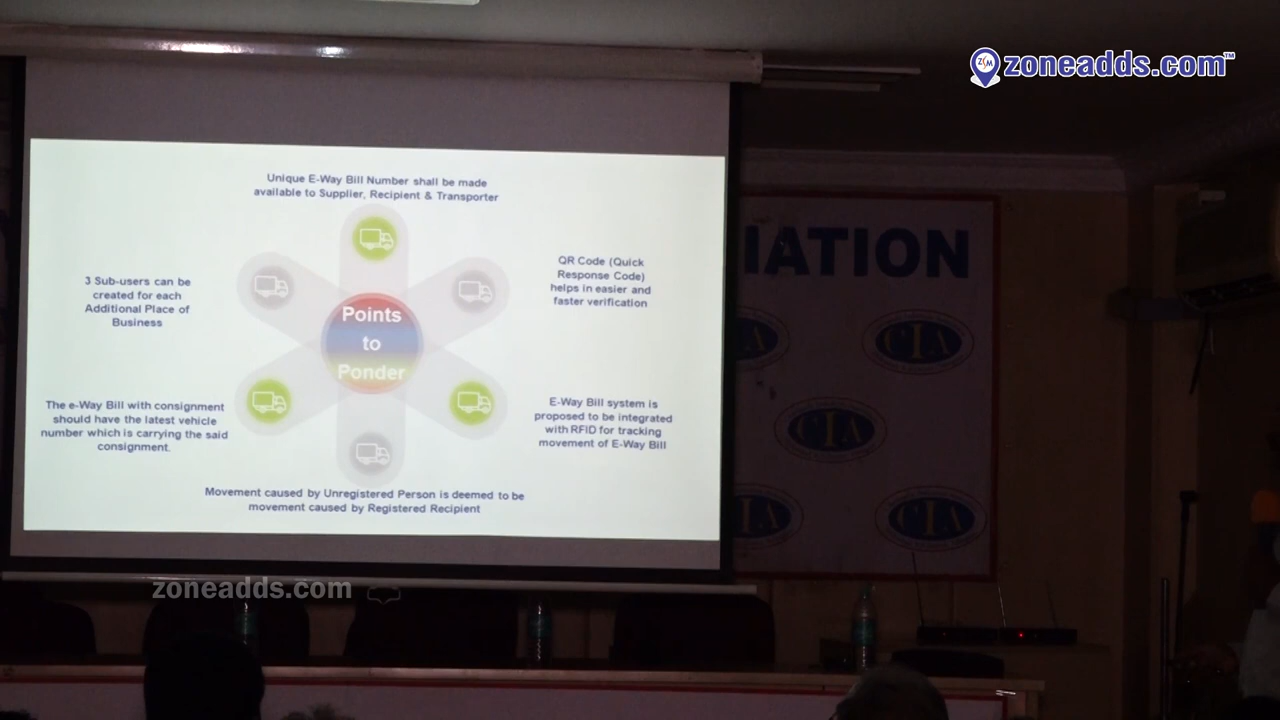 zoneadds.com™
ZSM
Unique E-Way Bill Number shall be made
available to Supplier, Recipient & Transporter
QR Code (Quick
Response Code)
helps in easier and
faster verification
3 Sub-users can be
created for each
Additional Place of
Business
Points
to
Ponder
The e-Way Bill with consignment
should have the latest vehicle
number which is carrying the said
consignment.
E-Way Bill system is
proposed to be integrated
with RFID for tracking
movement of E-Way Bill
Movement caused by Unregistered Person is deemed to be
movement caused by Registered Recipient
IATION
CIA
CIA
CIA
CIA
CIA
zoneadds.com